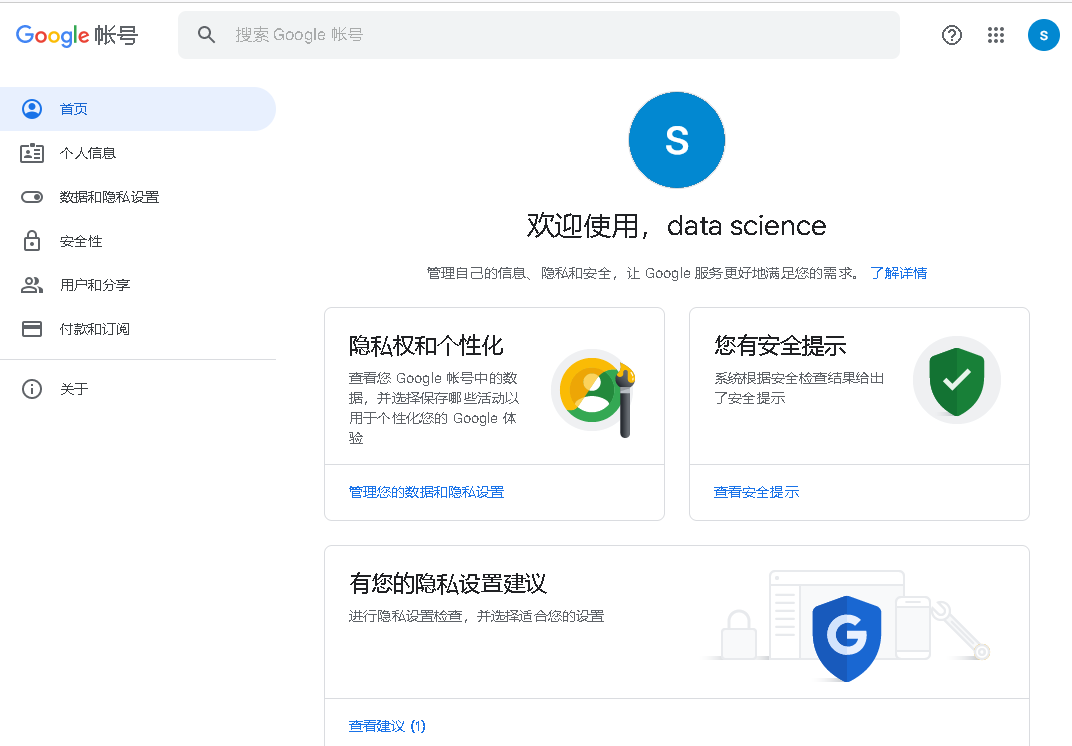 Google 帐号
搜索 Google 帐号
S
首页
个人信息
数据和隐私设置
安全性
用户和分享
付款和订阅
关于
S
欢迎使用，data science
管理自己的信息、隐私和安全，让 Google 服务更好地满足您的需求。 了解详情
隐私权和个性化
查看您 Google 帐号中的数
据，并选择保存哪些活动以
用于个性化您的 Google 体
验
管理您的数据和隐私设置
您有安全提示
系统根据安全检查结果给出
了安全提示
查看安全提示
有您的隐私设置建议
进行隐私设置检查，并选择适合您的设置
G
查看建议 (1)